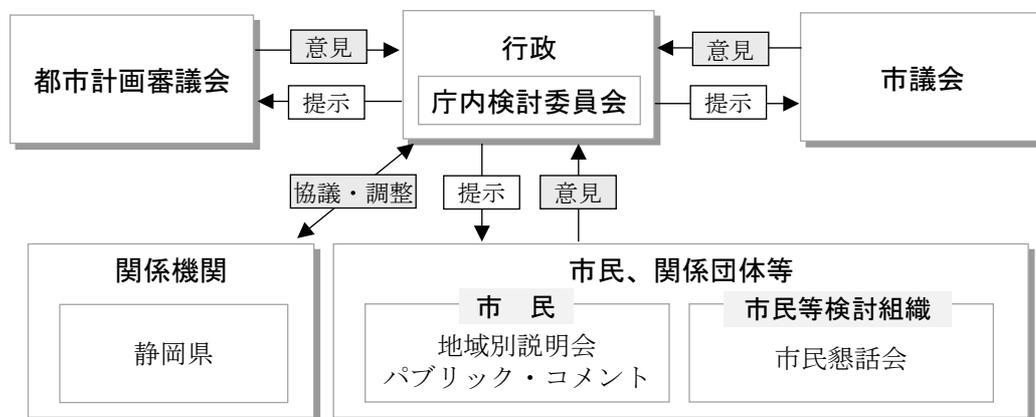 都市計画審議会
意見
提示
行政
庁内検討委員会
意見
提示
市議会
協議・調整
提示
意見
関係機関
静岡県
市民、関係団体等
市　民
地域別説明会
パブリック・コメント
市民等検討組織
市民懇話会